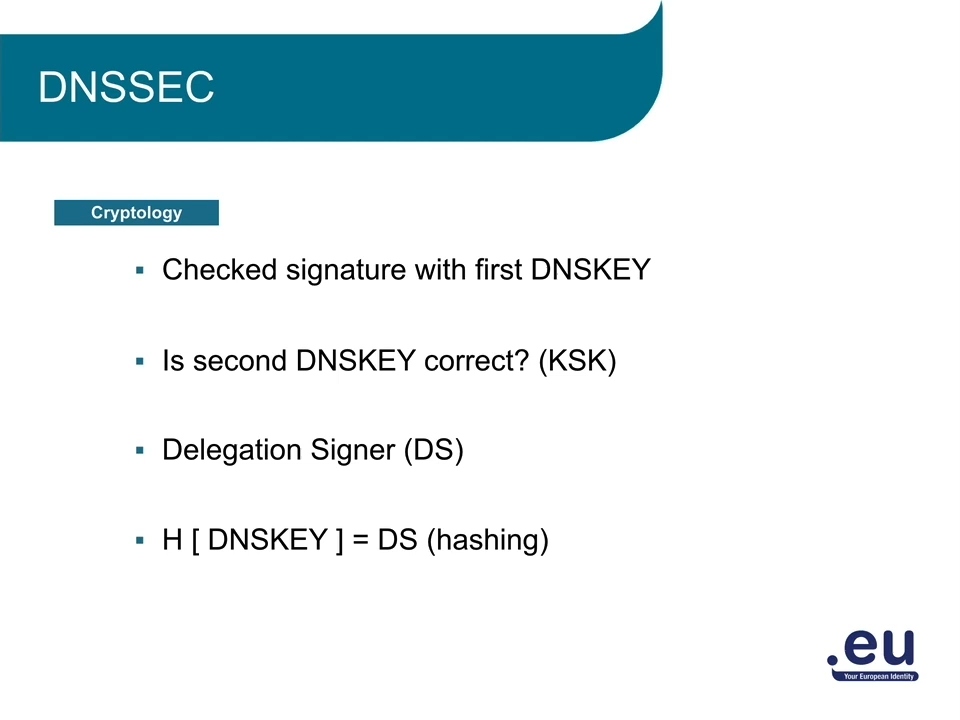 DNSSEC
Cryptology
▪ Checked signature with first DNSKEY
▪ Is second DNSKEY correct? (KSK)
▪ Delegation Signer (DS)
▪ H [ DNSKEY ] = DS (hashing)
.eu
Your European Identity